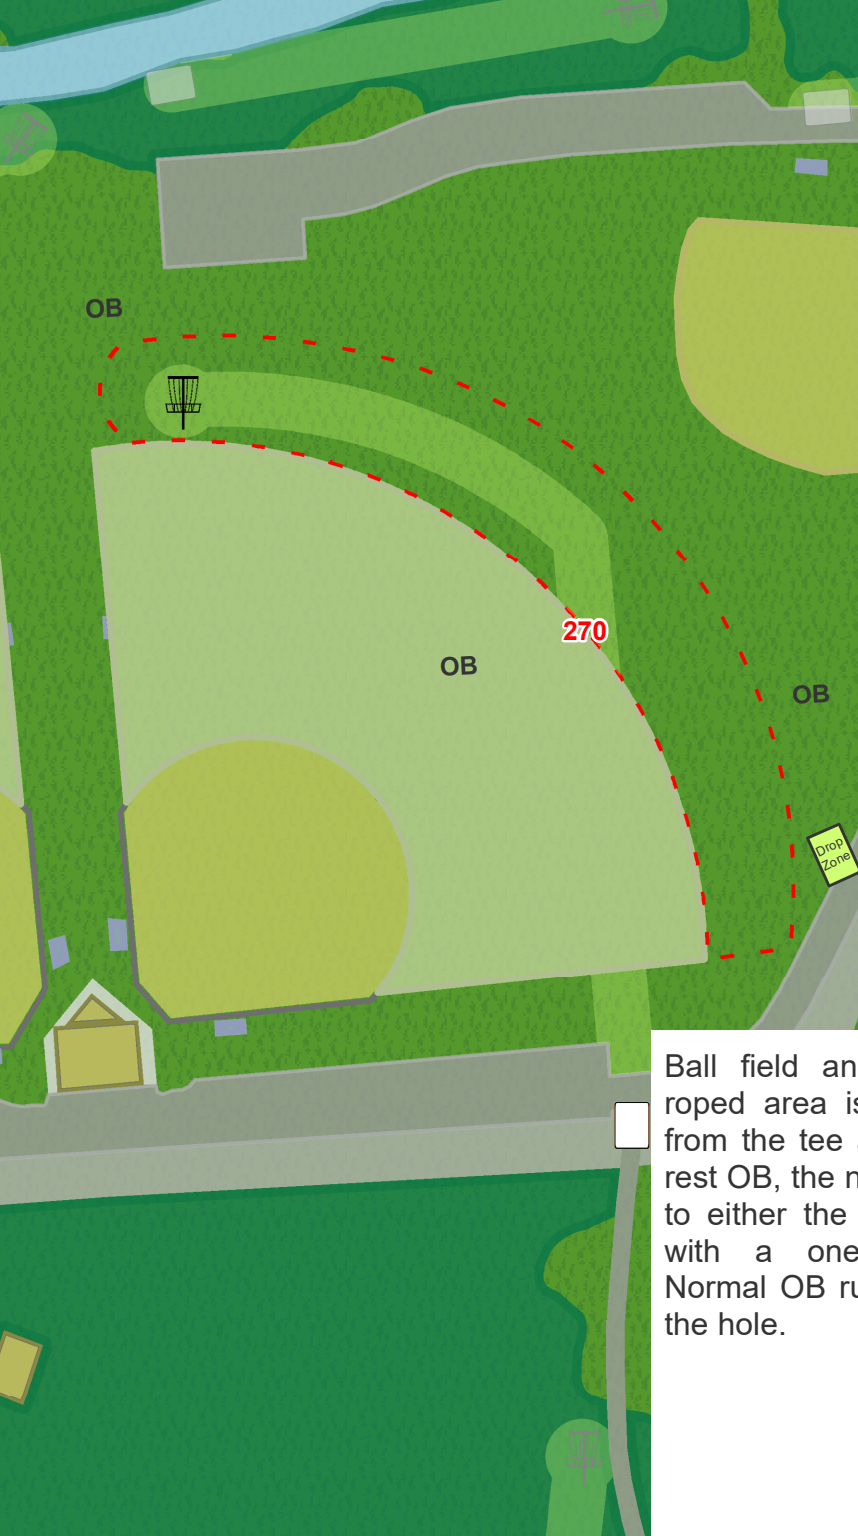 OB
270
OB
OB
Drop
Zone
Ball field an
roped area is
from the tee
rest OB, the
to either the
with a one
Normal OB
the hole.